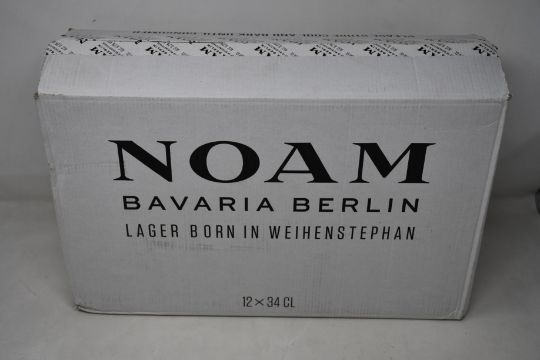 NOAM
BAVARIA BERLIN
LAGER BORN IN WEIHENSTEPHAN
12 × 34 CL